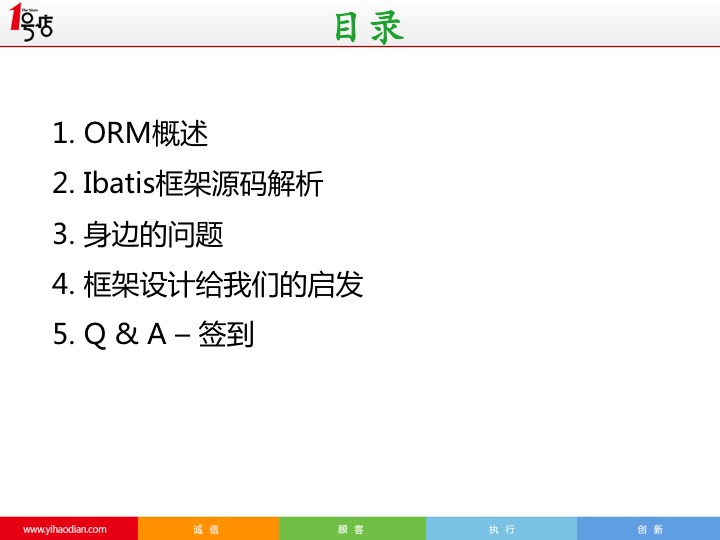 1号店
The Store
目录
1. ORM概述
2. Ibatis框架源码解析
3. 身边的问题
4. 框架设计给我们的启发
5. Q & A – 签到
www.yihaodian.com
诚 信
顾 客
执 行
创 新